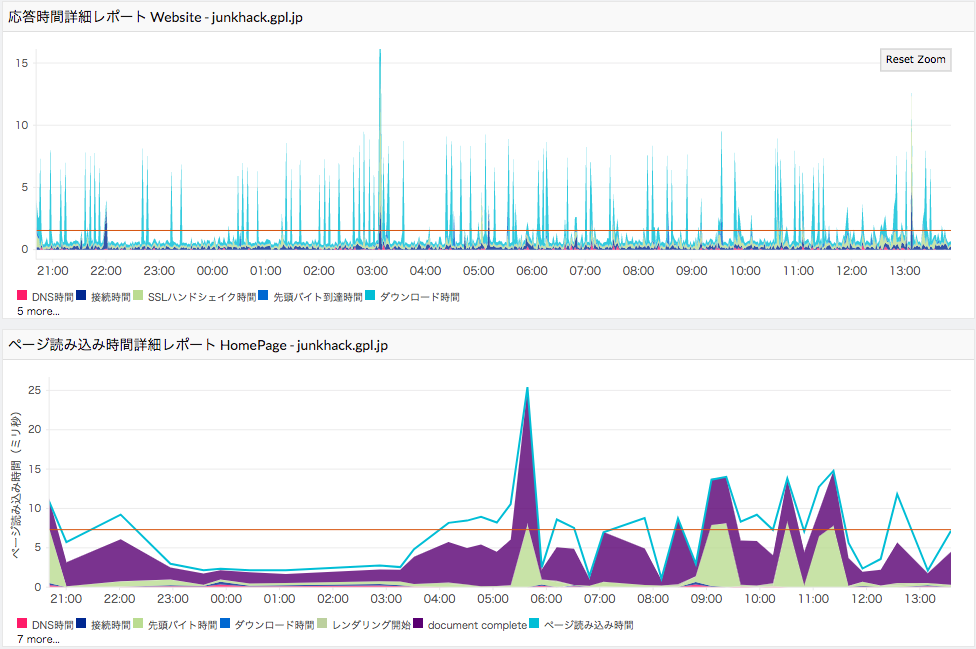 応答時間詳細レポート Website - junkhack.gpl.jp
Reset Zoom
15
10
5
0
21:00 22:00 23:00 00:00 01:00 02:00 03:00 04:00 05:00 06:00 07:00 08:00 09:00 10:00 11:00 12:00 13:00
DNS時間 接続時間 SSLハンドシェイク時間 先頭バイト到達時間 ダウンロード時間
5 more...
ページ読み込み時間詳細レポート HomePage - junkhack.gpl.jp
ページ読み込み時間（ミリ秒）
25
20
15
10
5
0
21:00 22:00 23:00 00:00 01:00 02:00 03:00 04:00 05:00 06:00 07:00 08:00 09:00 10:00 11:00 12:00 13:00
DNS時間 接続時間 先頭バイト時間 ダウンロード時間 レンダリング開始 document complete ページ読み込み時間
7 more...